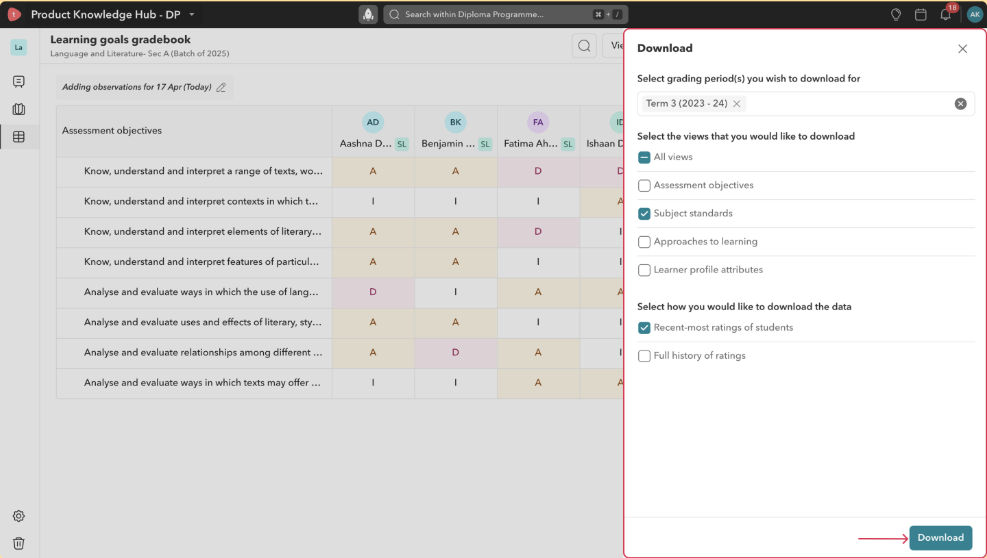 Product Knowledge Hub - DP
Search within Diploma Programme...
⌘ + /
18
AK
La
Learning goals gradebook
Language and Literature- Sec A (Batch of 2025)
Adding observations for 17 Apr (Today)
Assessment objectives
AD
BK
FA
Aashna D... SL
Benjamin ... SL
Fatima Ah... SL
Ishaan D
Know, understand and interpret a range of texts, wo... A A D D
Know, understand and interpret contexts in which t... I I I A
Know, understand and interpret elements of literary... A A D I
Know, understand and interpret features of particul... A A I I
Analyse and evaluate ways in which the use of lang... D I A A
Analyse and evaluate uses and effects of literary, sty... A A I I
Analyse and evaluate relationships among different ... A D A I
Analyse and evaluate ways in which texts may offer ... I I A A
Download
Select grading period(s) you wish to download for
Term 3 (2023 - 24)
Select the views that you would like to download
All views
Assessment objectives
Subject standards
Approaches to learning
Learner profile attributes
Select how you would like to download the data
Recent-most ratings of students
Full history of ratings
Download